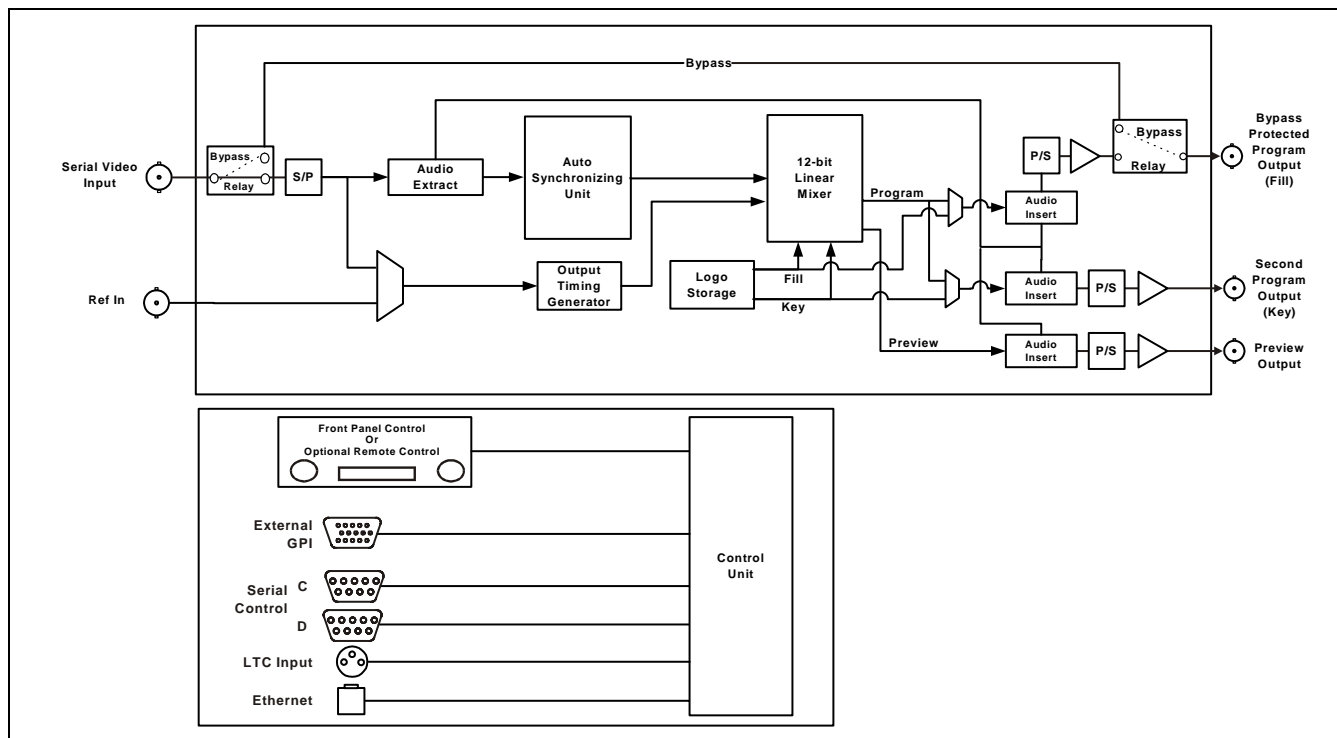 Bypass
Serial Video
Input
Bypass
Relay
S/P
Audio
Extract
Auto
Synchronizing
Unit
12-bit
Linear
Mixer
Program
P/S
Audio
Insert
Bypass
Relay
Bypass
Protected
Program
Output
(Fill)
Ref In
Output
Timing
Generator
Logo
Storage
Fill
Key
Audio
Insert
P/S
Second
Program
Output
(Key)
Preview
Audio
Insert
P/S
Preview
Output
Front Panel Control
Or
Optional Remote Control
External
GPI
Serial
Control
C
D
LTC Input
Ethernet
Control
Unit